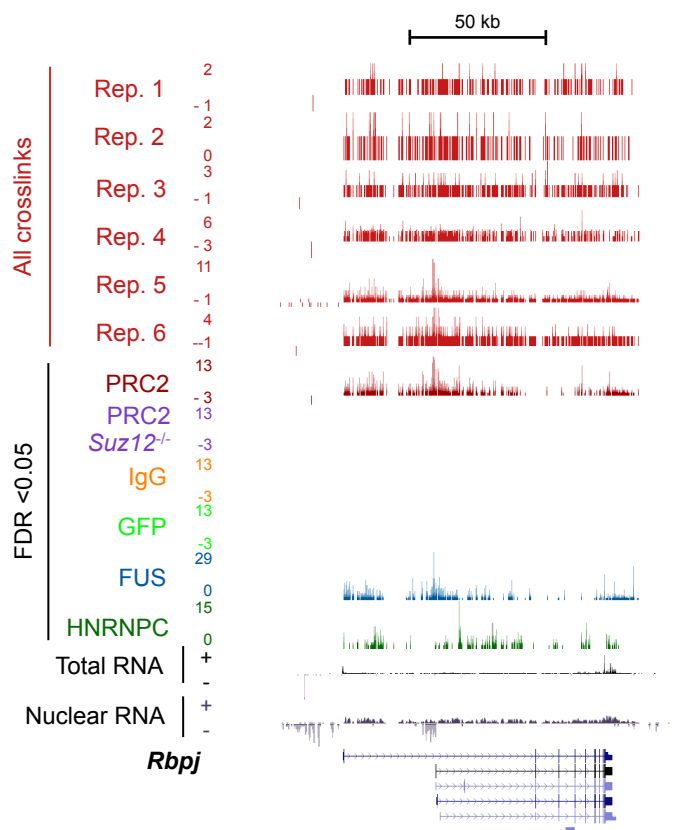 50 kb
All crosslinks
Rep. 1
2
- 1
Rep. 2
2
0
Rep. 3
3
- 1
Rep. 4
6
- 3
Rep. 5
11
- 1
Rep. 6
4
--1
FDR <0.05
PRC2
13
- 3
PRC2
Suz12-/-
13
-3
IgG
13
-3
GFP
13
-3
FUS
29
0
HNRNPC
15
0
Total RNA
+
-
Nuclear RNA
+
-
Rbpj